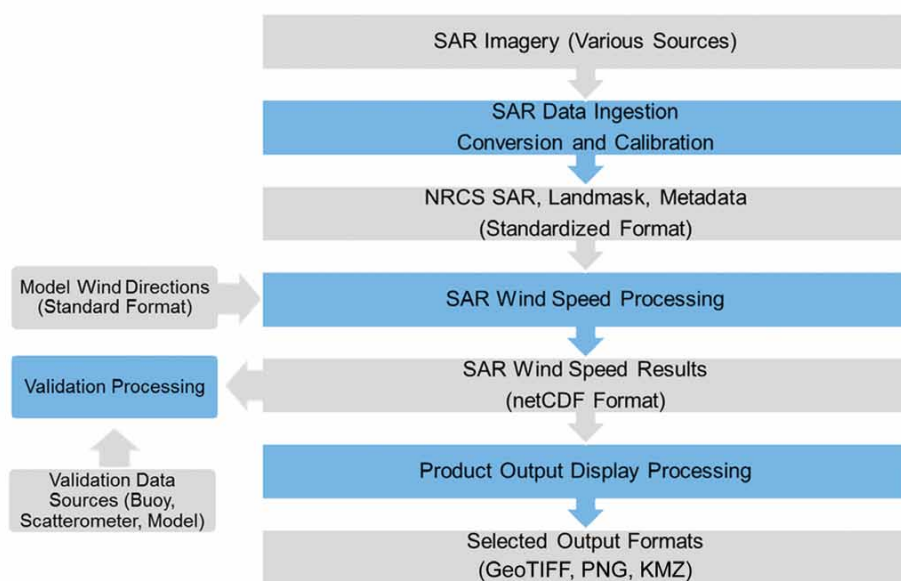 SAR Imagery (Various Sources)
SAR Data Ingestion
Conversion and Calibration
NRCS SAR, Landmask, Metadata
(Standardized Format)
Model Wind Directions
(Standard Format)
SAR Wind Speed Processing
SAR Wind Speed Results
(netCDF Format)
Validation Processing
Validation Data
Sources (Buoy,
Scatterometer, Model)
Product Output Display Processing
Selected Output Formats
(GeoTIFF, PNG, KMZ)